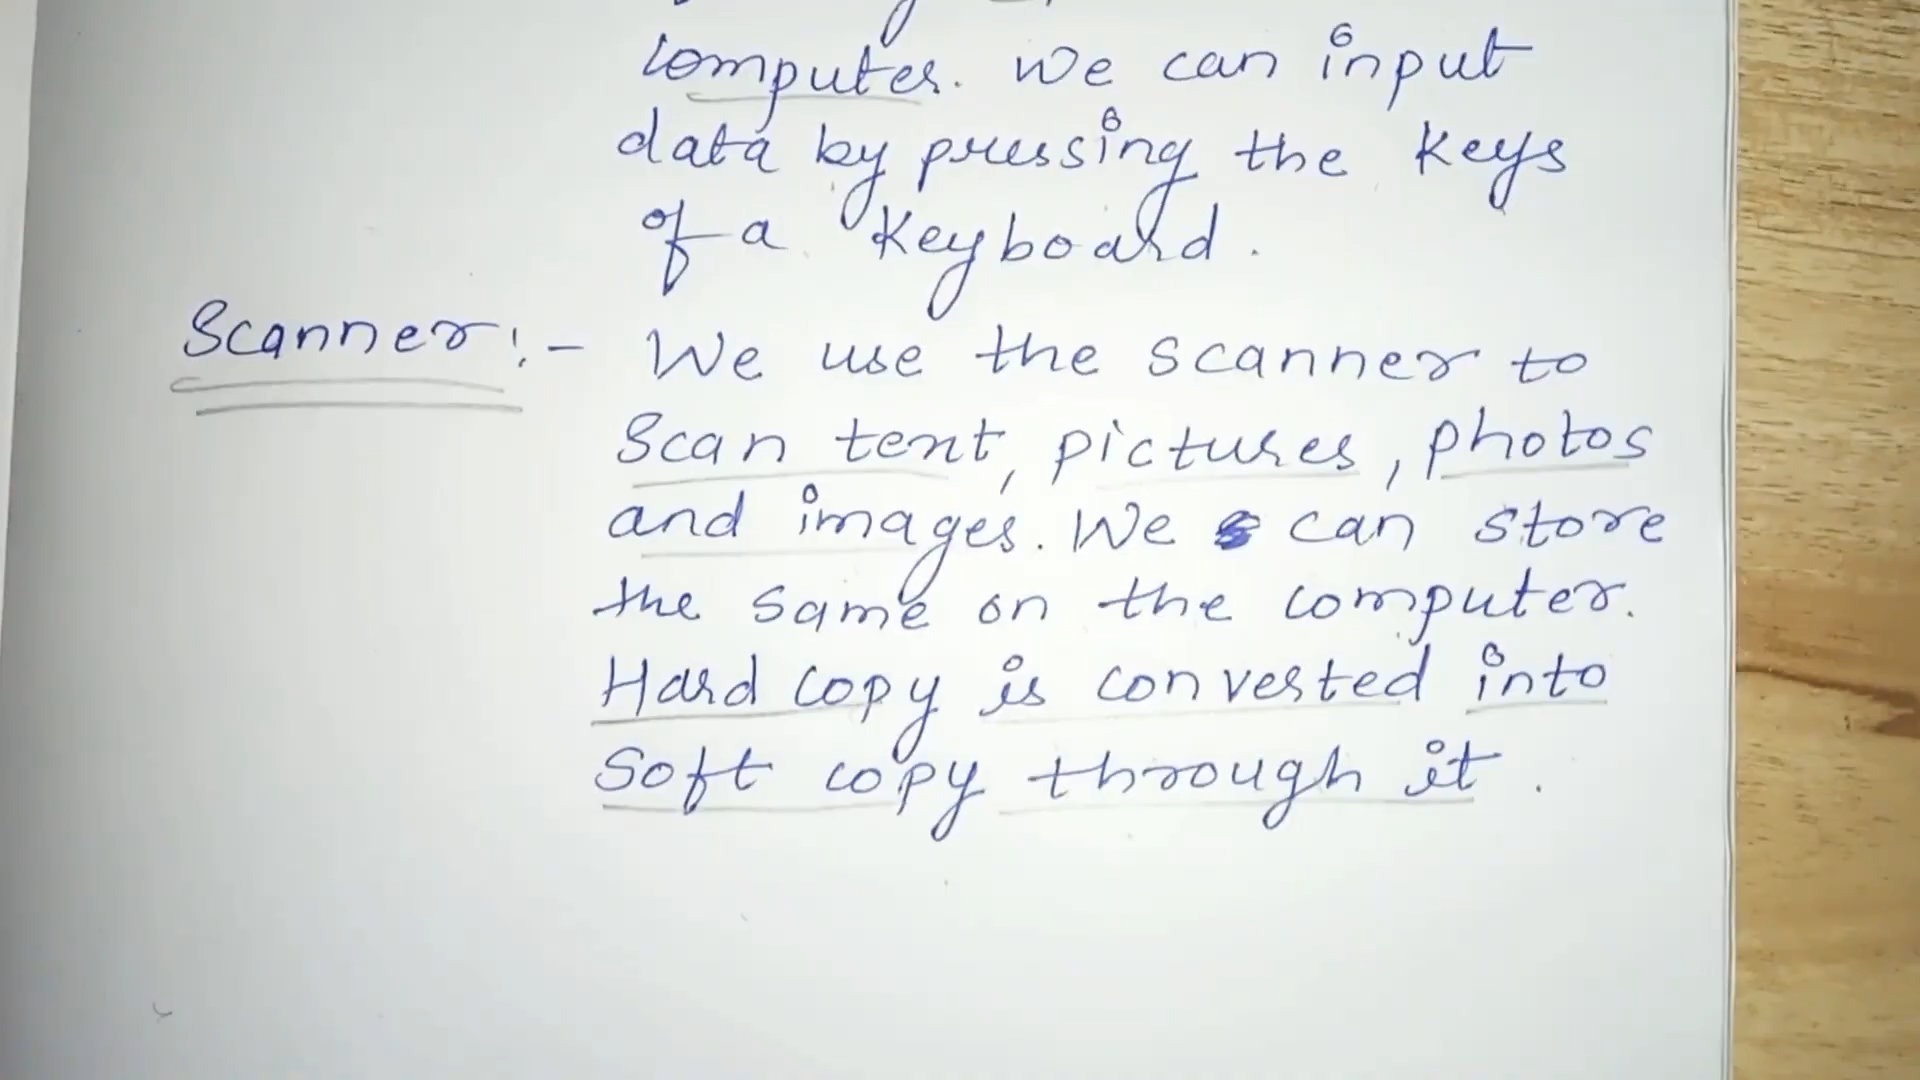 computer. We can input
data by pressing the keys
of a Keyboard.
Scanner:- We use the scanner to
Scan text, pictures, photos
and images. We can store
the same on the computer.
Hard copy is converted into
Soft copy through it.